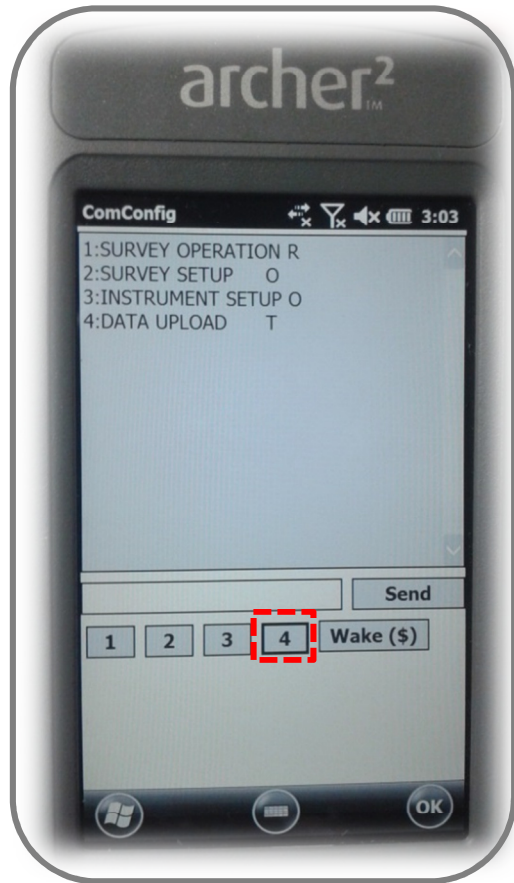 archer²™
ComConfig 3:03
1:SURVEY OPERATION R
2:SURVEY SETUP O
3:INSTRUMENT SETUP O
4:DATA UPLOAD T
Send
1 2 3 4 Wake ($)
OK